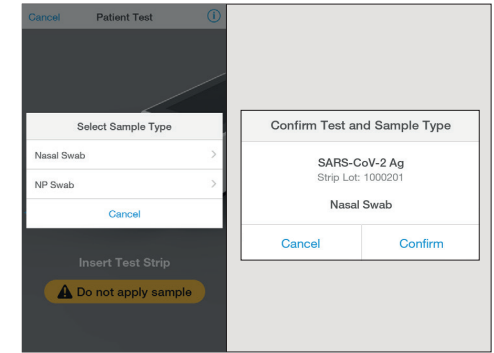 Cancel Patient Test
Select Sample Type
Nasal Swab
NP Swab
Cancel
Insert Test Strip
Do not apply sample
Confirm Test and Sample Type
SARS-CoV-2 Ag
Strip Lot: 1000201
Nasal Swab
Cancel Confirm